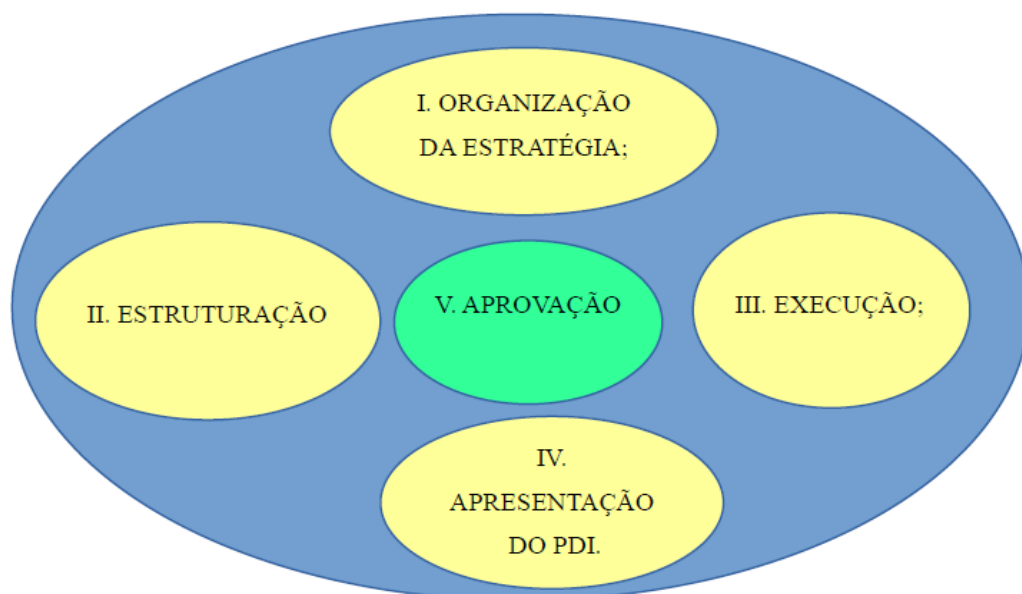 I. ORGANIZAÇÃO
DA ESTRATÉGIA;
II. ESTRUTURAÇÃO
V. APROVAÇÃO
III. EXECUÇÃO;
IV.
APRESENTAÇÃO
DO PDI.